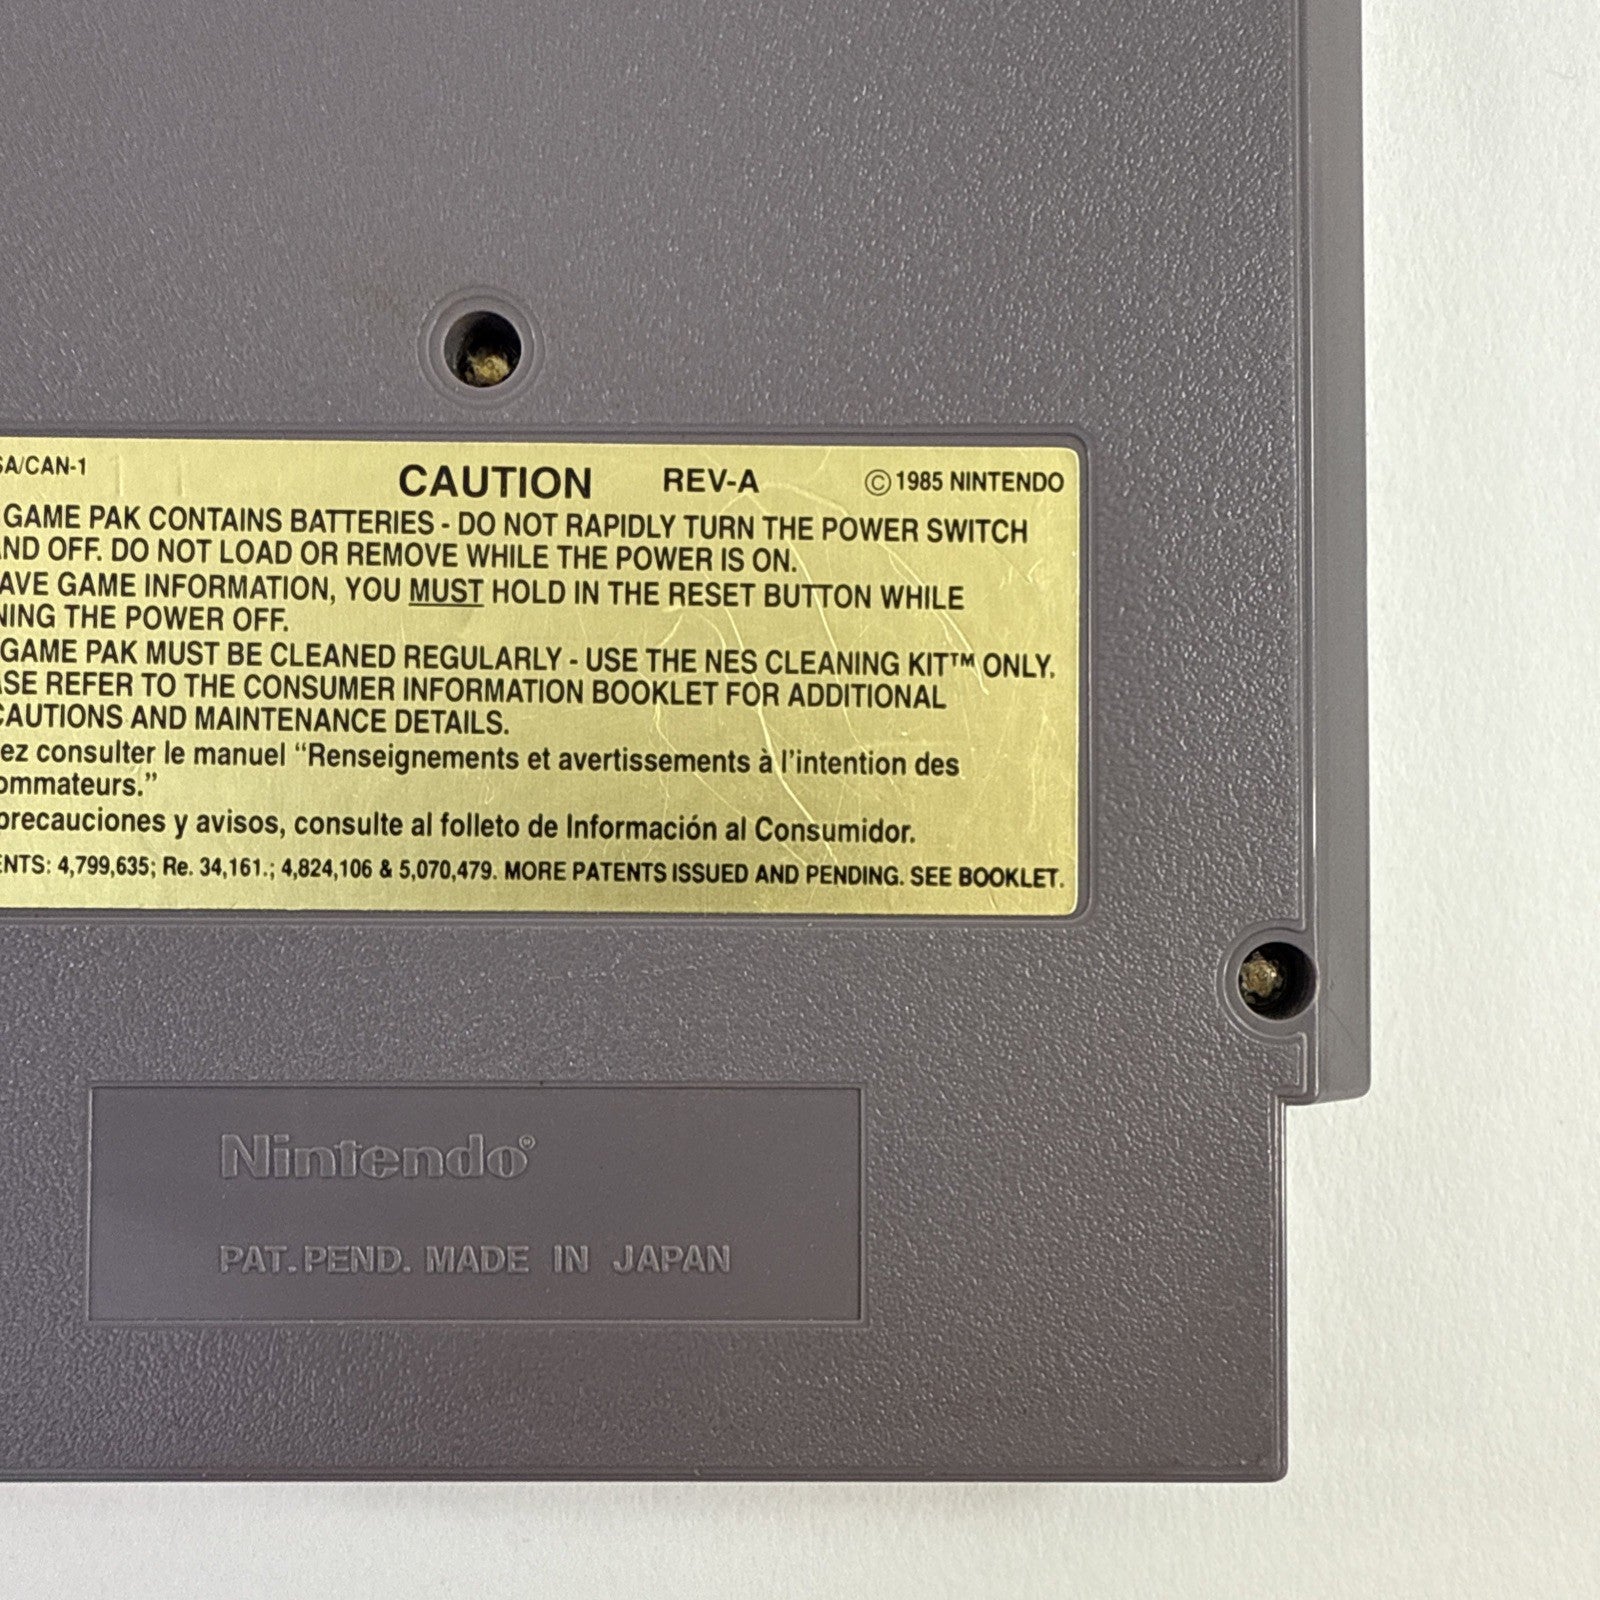 SA/CAN-1
CAUTION REV-A © 1985 NINTENDO
GAME PAK CONTAINS BATTERIES - DO NOT RAPIDLY TURN THE POWER SWITCH
AND OFF. DO NOT LOAD OR REMOVE WHILE THE POWER IS ON.
AVE GAME INFORMATION, YOU MUST HOLD IN THE RESET BUTTON WHILE
NING THE POWER OFF.
GAME PAK MUST BE CLEANED REGULARLY - USE THE NES CLEANING KIT™ ONLY.
ASE REFER TO THE CONSUMER INFORMATION BOOKLET FOR ADDITIONAL
CAUTIONS AND MAINTENANCE DETAILS.
ez consulter le manuel “Renseignements et avertissements à l’intention des
ommateurs.”
precauciones y avisos, consulte al folleto de Información al Consumidor.
ENTS: 4,799,635; Re. 34,161.; 4,824,106 & 5,070,479. MORE PATENTS ISSUED AND PENDING. SEE BOOKLET.
Nintendo®
PAT. PEND. MADE IN JAPAN